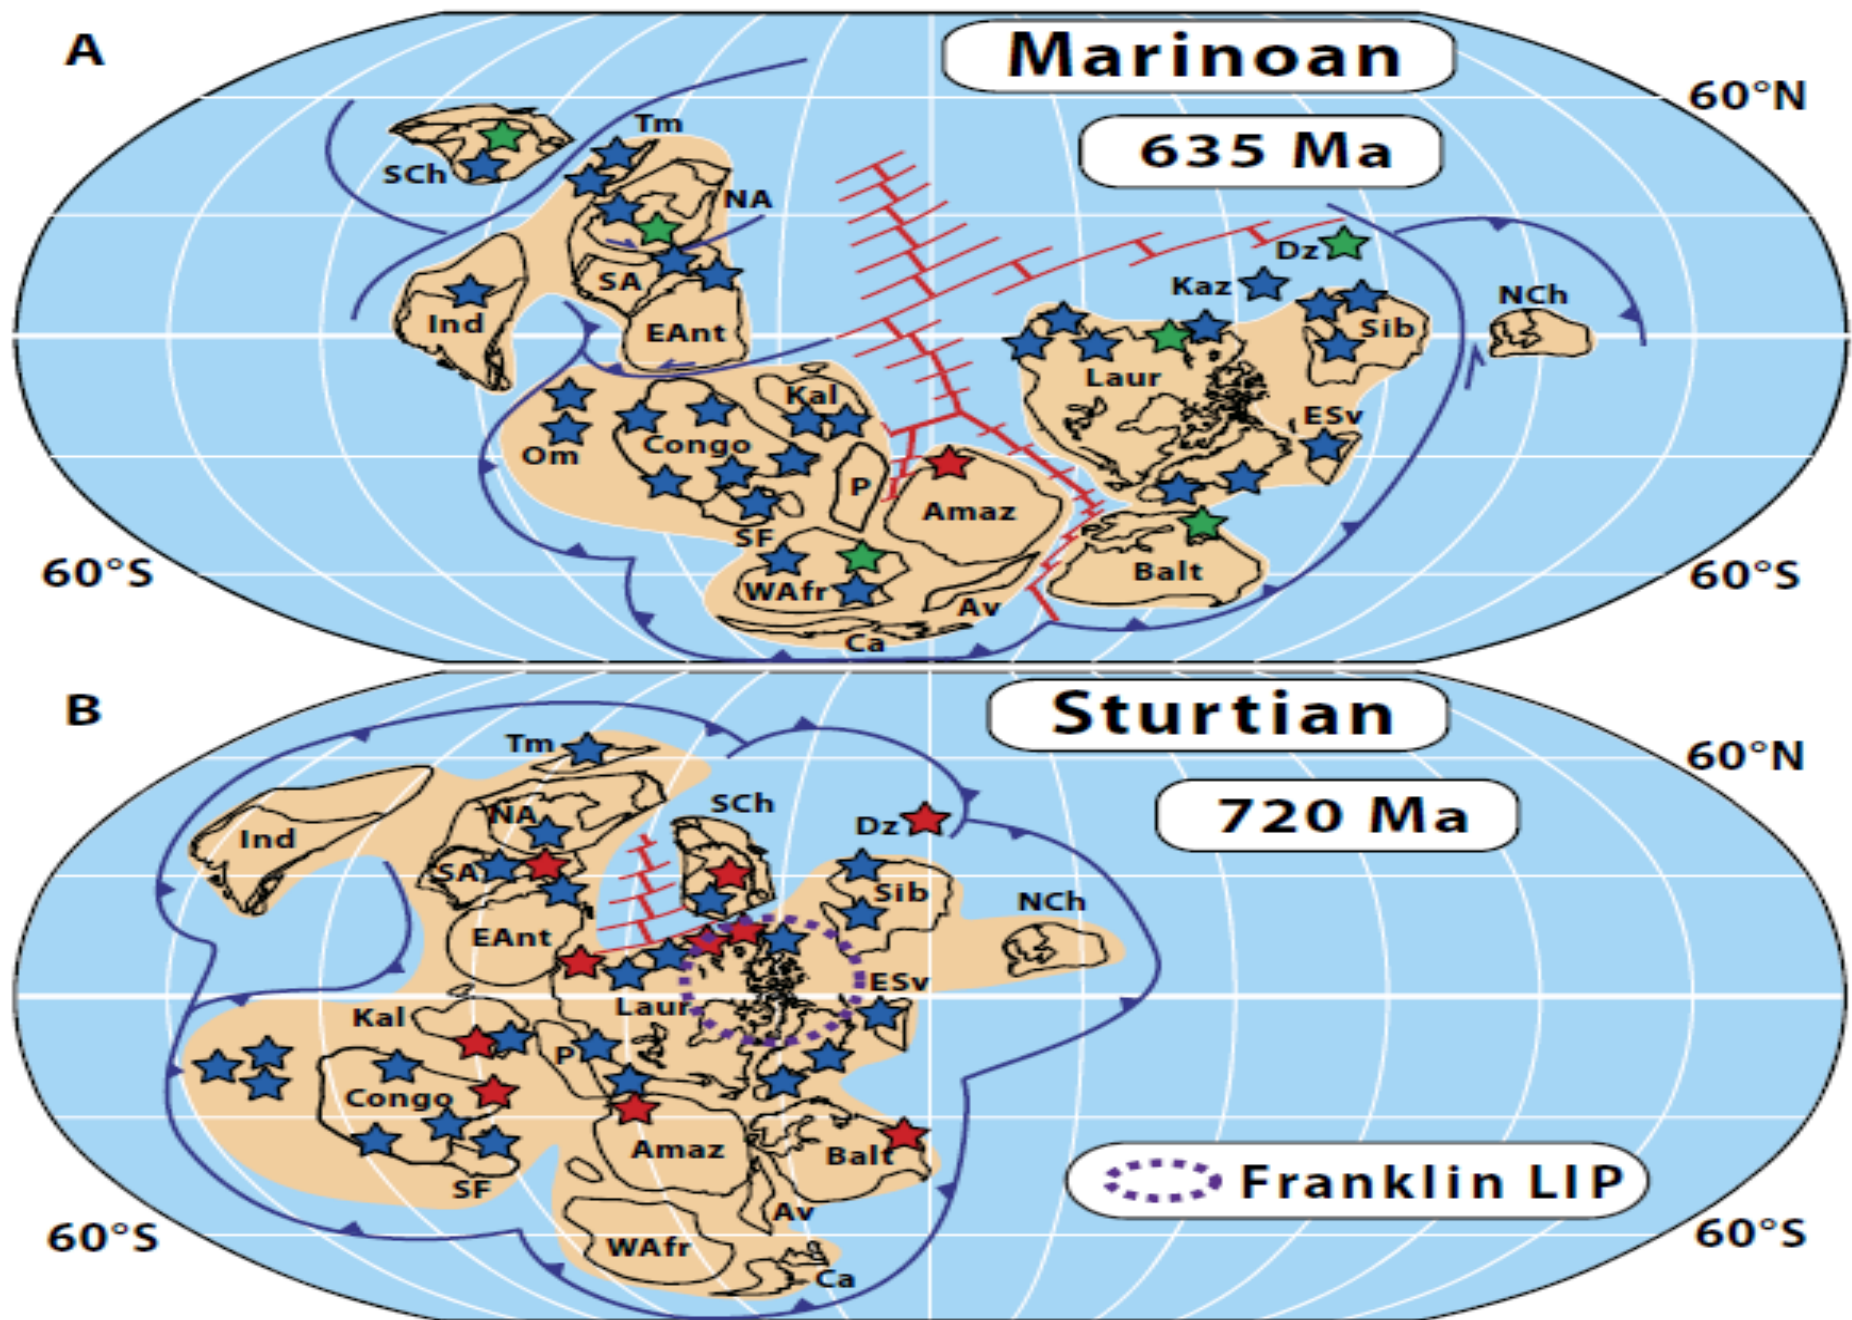 A
Marinoan
60°N
635 Ma
Tm
SCh
NA
Dz
Kaz
NCh
SA
Ind
EAnt
Sib
Laur
Kal
ESv
Congo
Om
P
Amaz
SF
60°S
Balt
60°S
WAfr
Av
Ca
B
Sturtian
Tm
60°N
SCh
NA
Dz
720 Ma
Ind
SA
Sib
NCh
EAnt
ESv
Laur
Kal
P
Congo
Amaz
Balt
SF
Franklin LIP
Av
60°S
60°S
WAfr
Ca